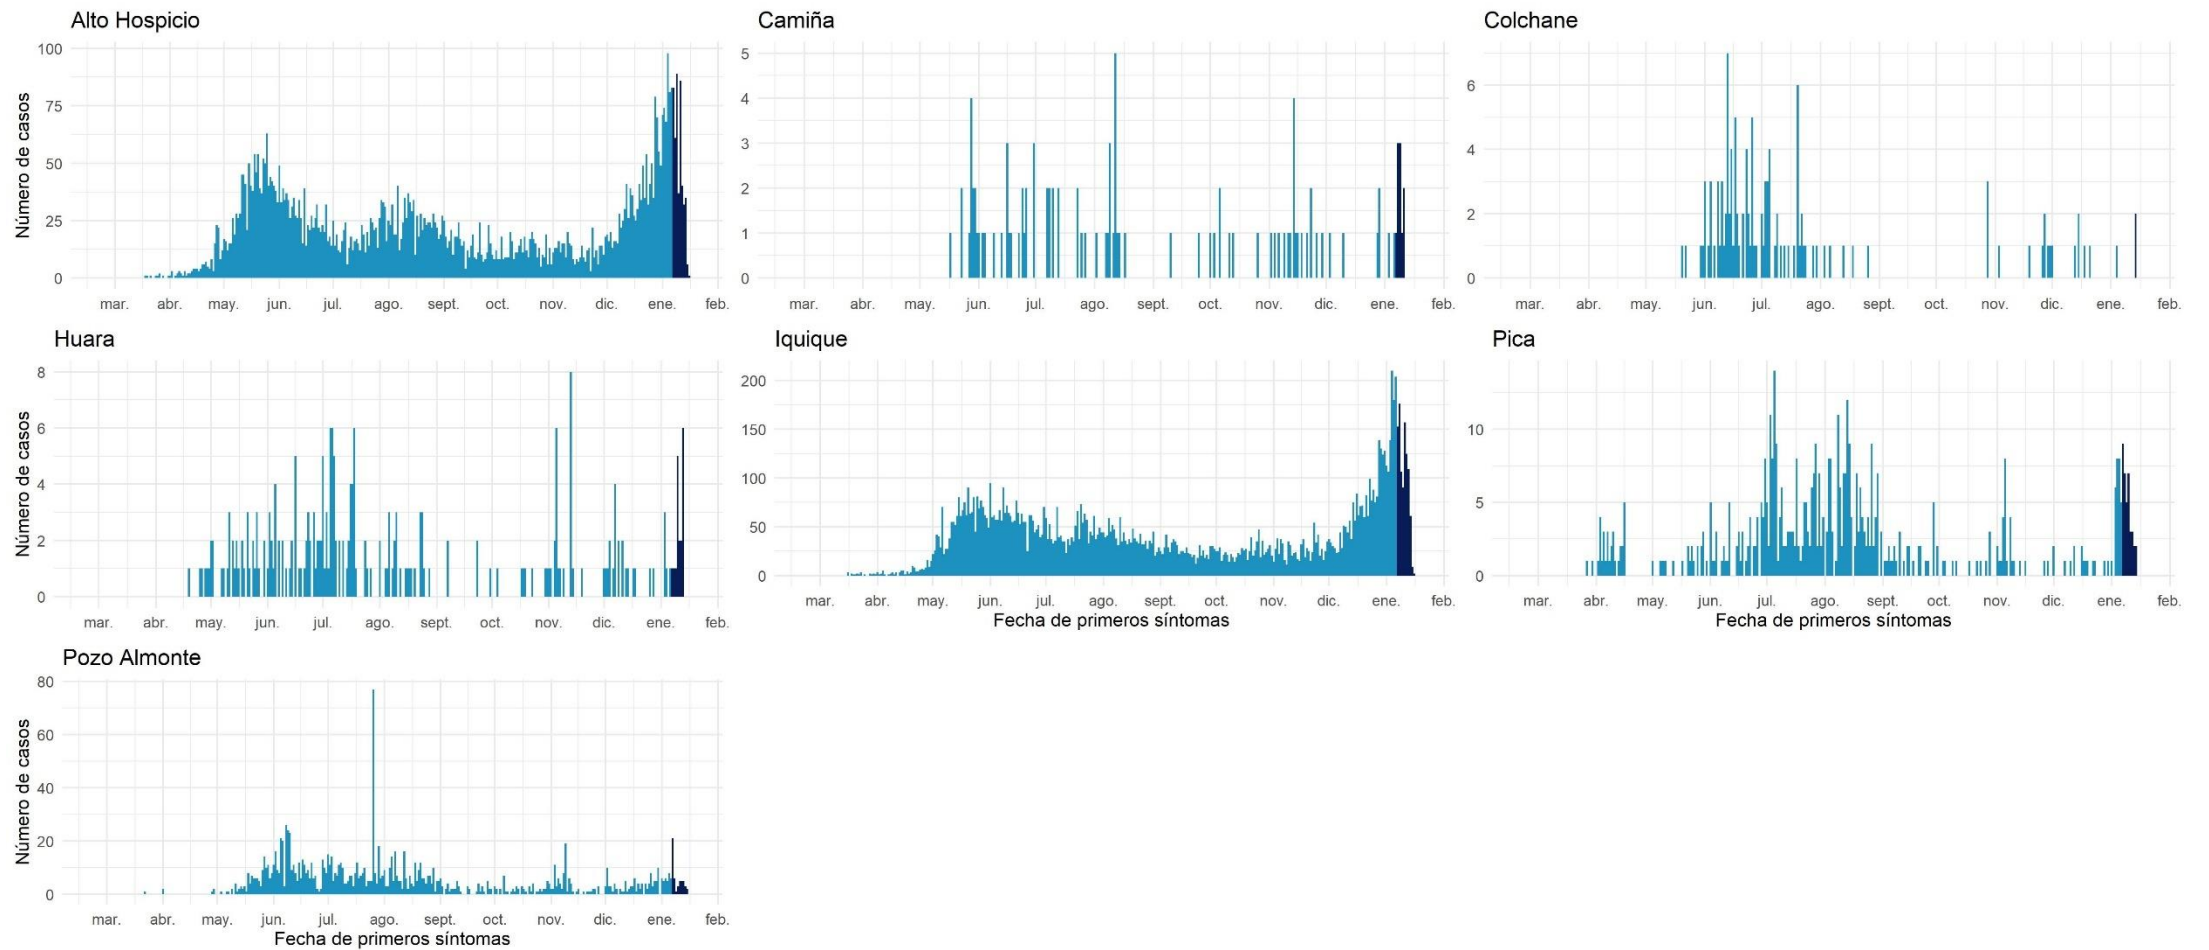 Alto Hospicio
Número de casos
100
75
50
25
0
mar. abr. may. jun. jul. ago. sept. oct. nov. dic. ene. feb.
Camiña
5
4
3
2
1
0
mar. abr. may. jun. jul. ago. sept. oct. nov. dic. ene. feb.
Colchane
6
4
2
0
mar. abr. may. jun. jul. ago. sept. oct. nov. dic. ene. feb.
Huara
Número de casos
8
6
4
2
0
mar. abr. may. jun. jul. ago. sept. oct. nov. dic. ene. feb.
Iquique
200
150
100
50
0
mar. abr. may. jun. jul. ago. sept. oct. nov. dic. ene. feb.
Fecha de primeros síntomas
Pica
10
5
0
mar. abr. may. jun. jul. ago. sept. oct. nov. dic. ene. feb.
Fecha de primeros síntomas
Pozo Almonte
Número de casos
80
60
40
20
0
mar. abr. may. jun. jul. ago. sept. oct. nov. dic. ene. feb.
Fecha de primeros síntomas